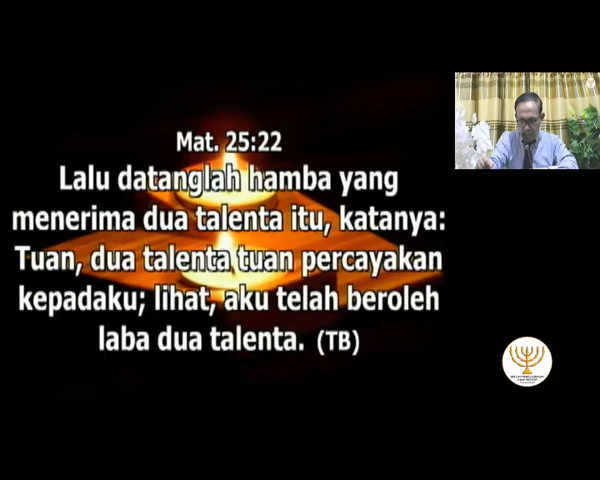 Mat. 25:22
Lalu datanglah hamba yang
menerima dua talenta itu, katanya:
Tuan, dua talenta tuan percayakan
kepadaku; lihat, aku telah beroleh
laba dua talenta. (TB)